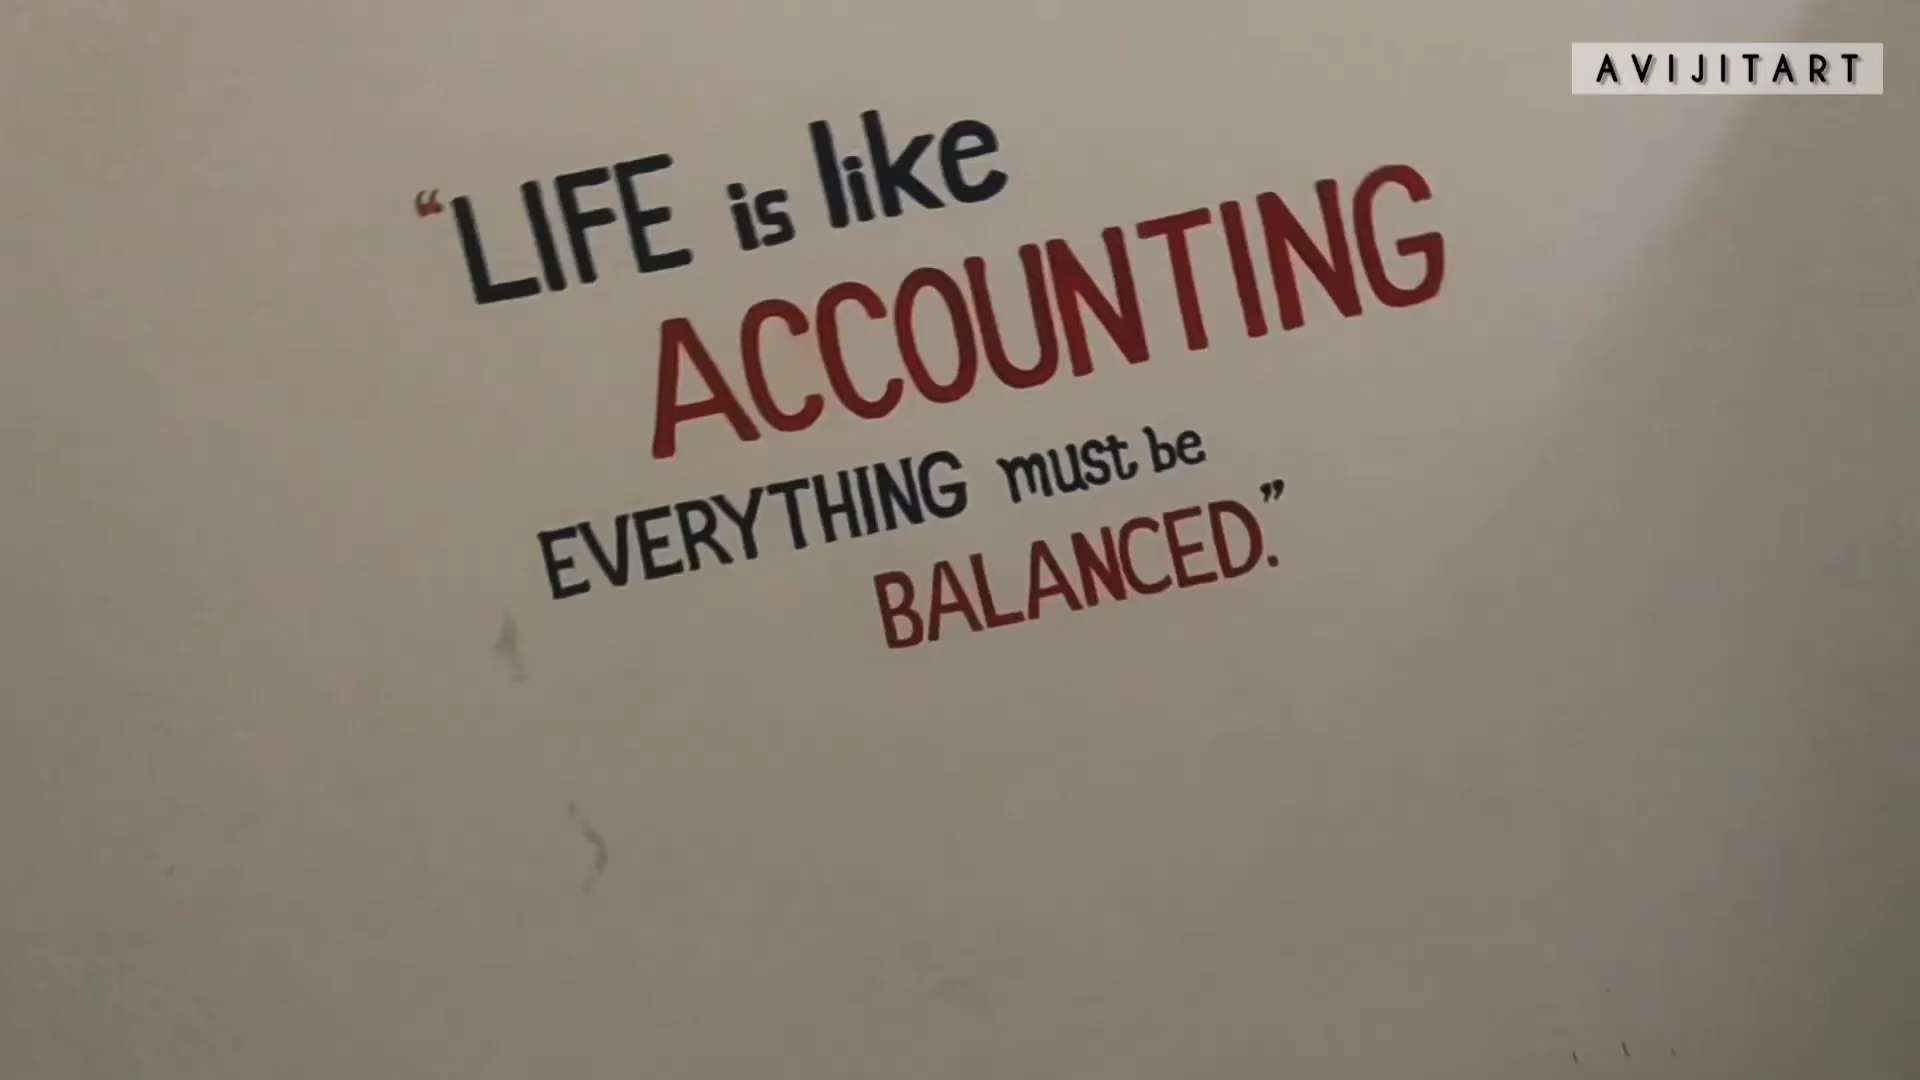 AVIJITART
“LIFE is like
ACCOUNTING
EVERYTHING must be
BALANCED.”